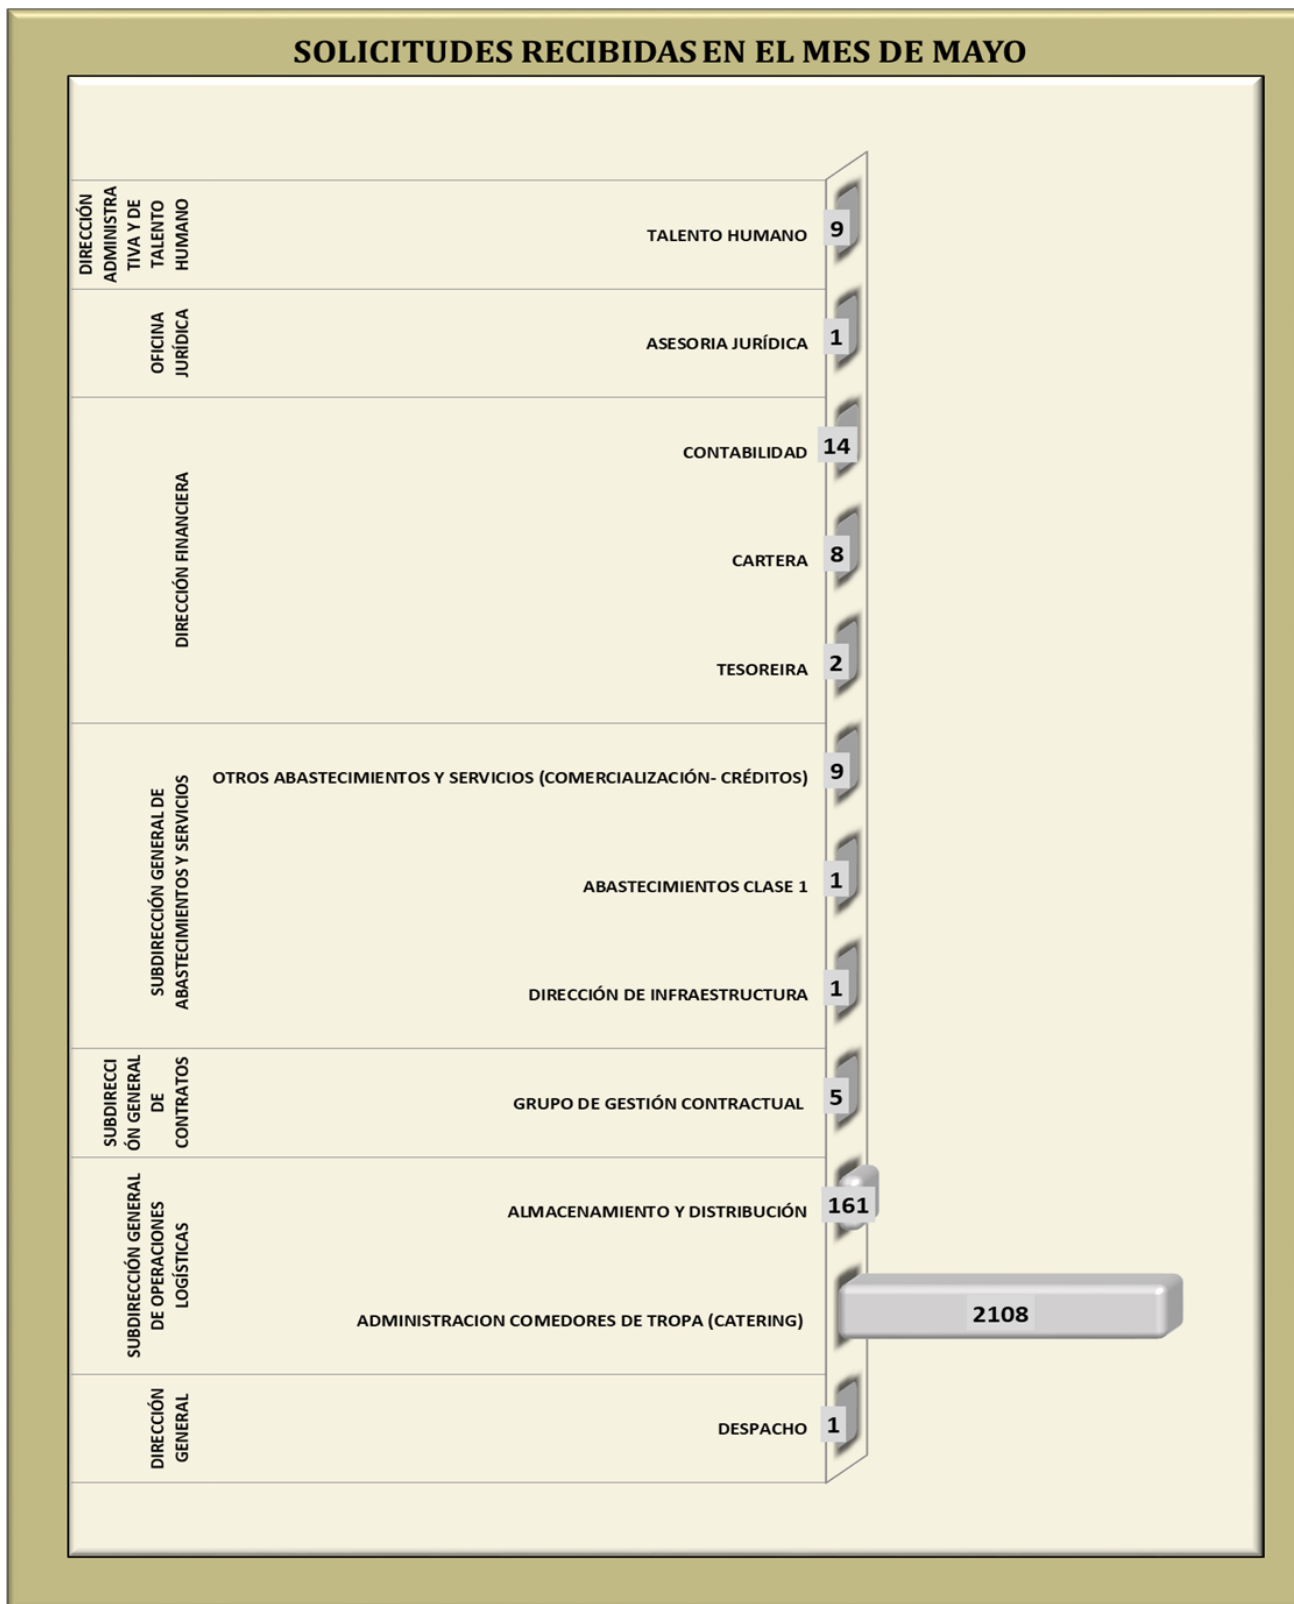 SOLICITUDES RECIBIDAS EN EL MES DE MAYO
DIRECCIÓN
ADMINISTRA
TIVA Y DE
TALENTO
HUMANO
TALENTO HUMANO
9
OFICINA
JURÍDICA
ASESORIA JURÍDICA
1
DIRECCIÓN FINANCIERA
CONTABILIDAD
14
CARTERA
8
TESOREIRA
2
SUBDIRECCIÓN GENERAL DE
ABASTECIMIENTOS Y SERVICIOS
OTROS ABASTECIMIENTOS Y SERVICIOS (COMERCIALIZACIÓN- CRÉDITOS)
9
ABASTECIMIENTOS CLASE 1
1
DIRECCIÓN DE INFRAESTRUCTURA
1
SUBDIRECCI
ÓN GENERAL
DE
CONTRATOS
GRUPO DE GESTIÓN CONTRACTUAL
5
SUBDIRECCIÓN GENERAL
DE OPERACIONES
LOGÍSTICAS
ALMACENAMIENTO Y DISTRIBUCIÓN
161
ADMINISTRACION COMEDORES DE TROPA (CATERING)
2108
DIRECCIÓN
GENERAL
DESPACHO
1